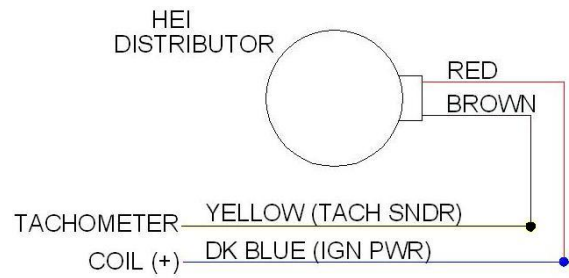 HEI
DISTRIBUTOR
RED
BROWN
TACHOMETER YELLOW (TACH SNDR)
COIL (+) DK BLUE (IGN PWR)